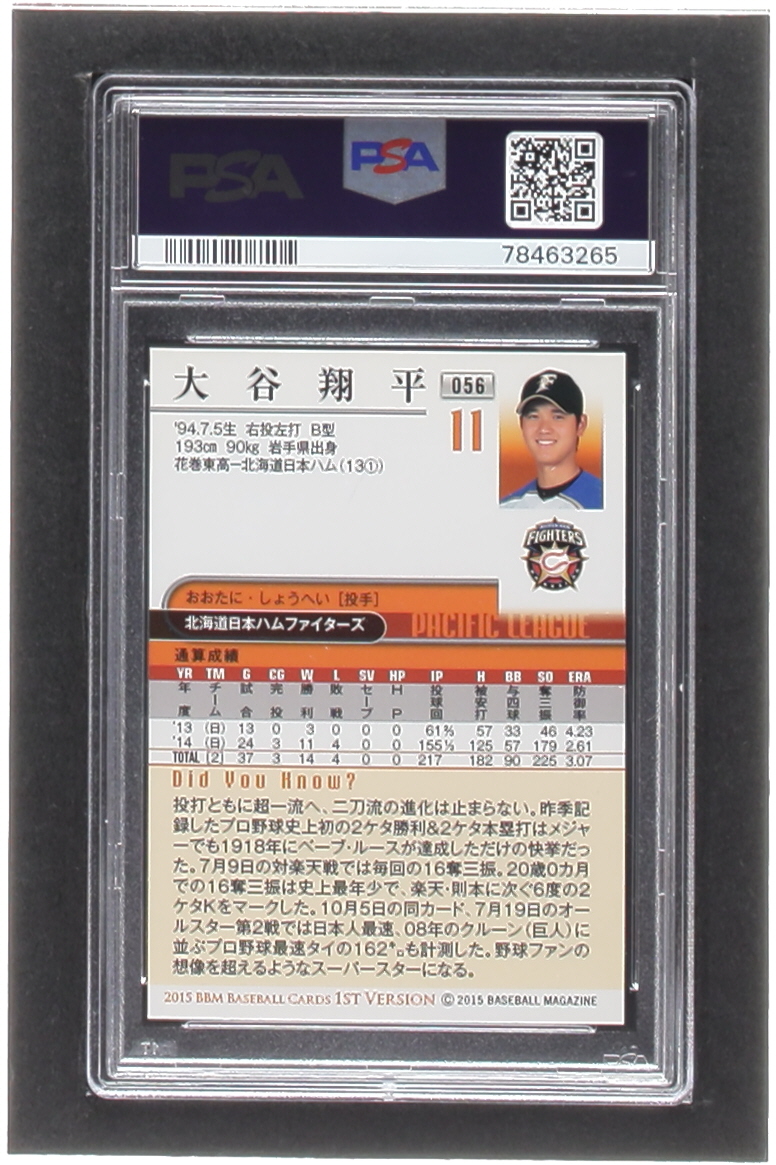 PSA
PSA
78463265
大谷翔平 056
11
F
'94.7.5生 右投左打 B型
193cm 90kg 岩手県出身
花巻東高ー北海道日本ハム(13①)
FIGHTERS
おおたに・しょうへい [投手]
北海道日本ハムファイターズ PACIFIC LEAGUE
通算成績
YR TM G CG W L SV HP IP H BB SO ERA
年度 チーム 試合 完投 勝利 敗戦 セーブ HP 投球回 被安打 与四球 奪三振 防御率
'13 (日) 13 0 3 0 0 0 61⅔ 57 33 46 4.23
'14 (日) 24 3 11 4 0 0 155⅓ 125 57 179 2.61
TOTAL [2] 37 3 14 4 0 0 217 182 90 225 3.07
Did You Know?
投打ともに超一流へ、二刀流の進化は止まらない。昨季記
録したプロ野球史上初の2ケタ勝利&2ケタ本塁打はメジャ
ーでも1918年にベーブ・ルースが達成しただけの快挙だっ
た。7月9日の対楽天戦では毎回の16奪三振。20歳0カ月
での16奪三振は史上最年少で、楽天・則本に次ぐ6度の2
ケタKをマークした。10月5日の同カード、7月19日のオー
ルスター第2戦では日本人最速、08年のクルーン(巨人)に
並ぶプロ野球最速タイの162㌔も計測した。野球ファンの
想像を超えるようなスーパースターになる。
2015 BBM BASEBALL CARDS 1ST VERSION © 2015 BASEBALL MAGAZINE
PSA